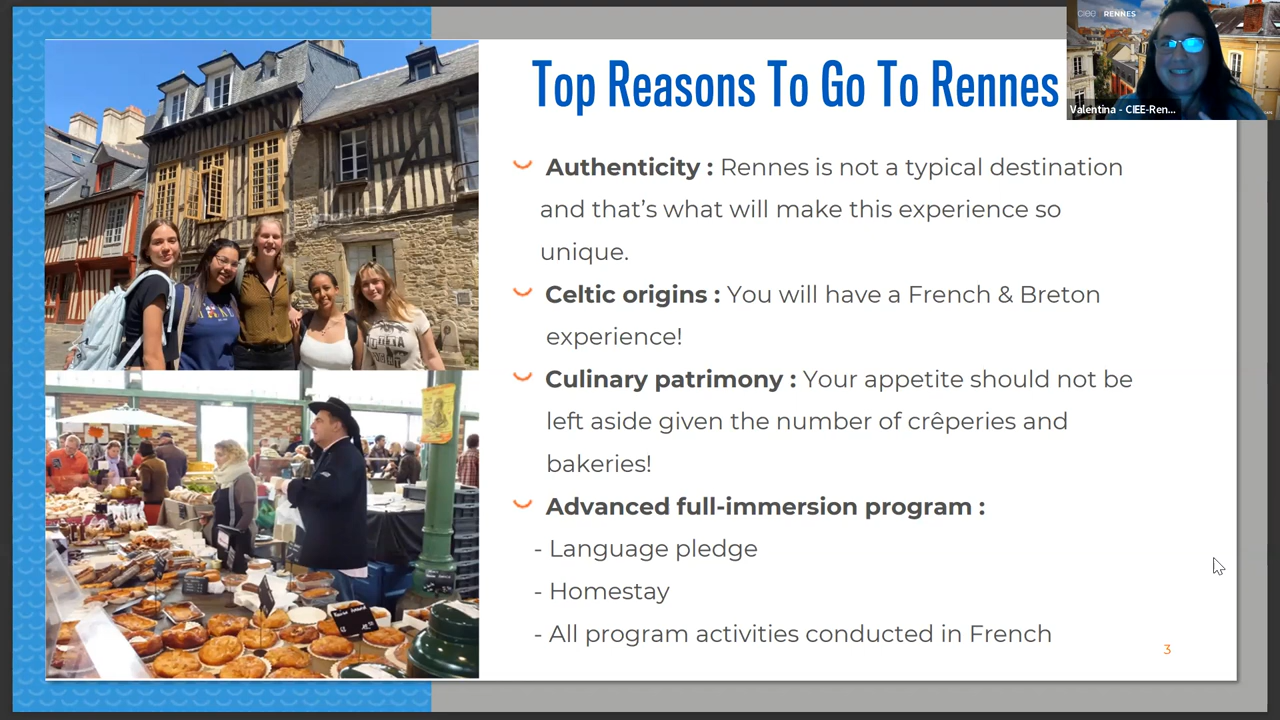 Top Reasons To Go To Rennes
ciee RENNES
Valentina - CIEE-Ren...
Authenticity : Rennes is not a typical destination
and that's what will make this experience so
unique.
Celtic origins : You will have a French & Breton
experience!
Culinary patrimony : Your appetite should not be
left aside given the number of crêperies and
bakeries!
Advanced full-immersion program :
- Language pledge
- Homestay
- All program activities conducted in French
3